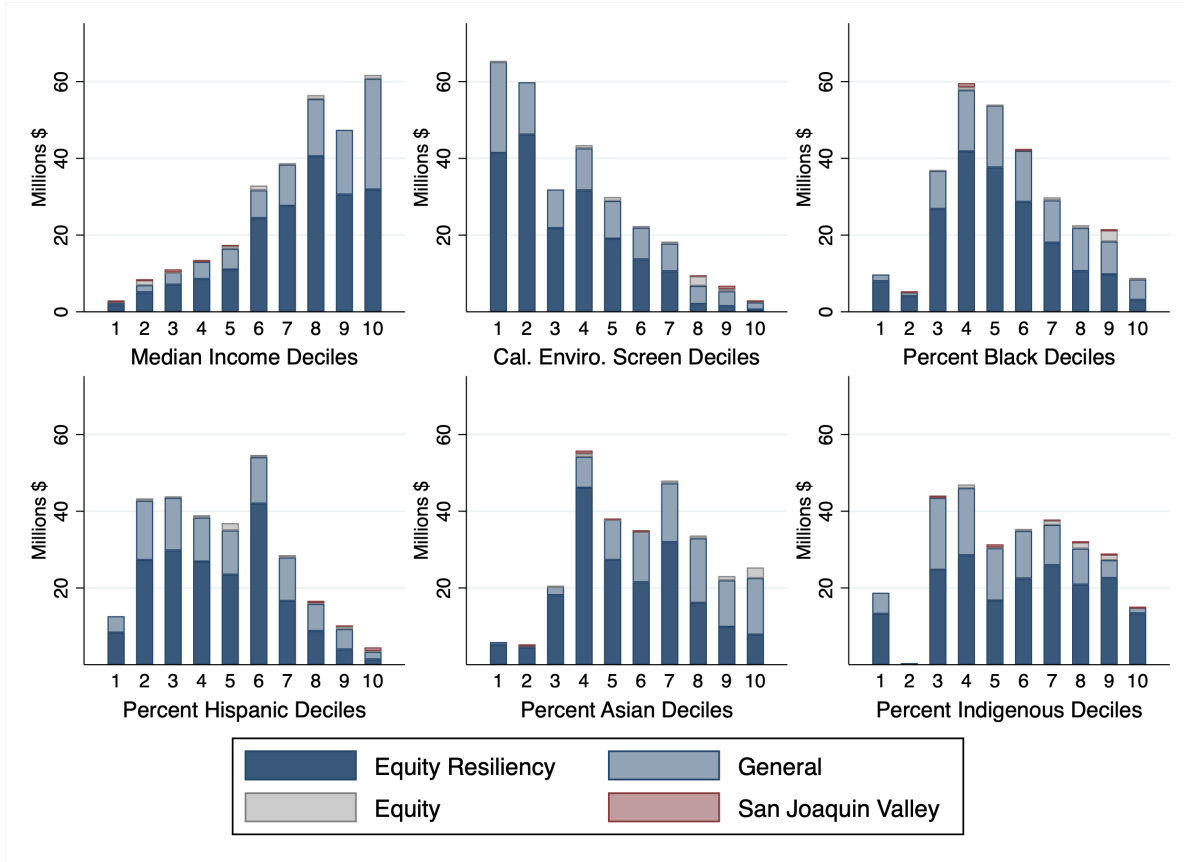 Millions $
60
40
20
0
1 2 3 4 5 6 7 8 9 10
Median Income Deciles
Millions $
60
40
20
0
1 2 3 4 5 6 7 8 9 10
Cal. Enviro. Screen Deciles
Millions $
60
40
20
0
1 2 3 4 5 6 7 8 9 10
Percent Black Deciles
Millions $
60
40
20
1 2 3 4 5 6 7 8 9 10
Percent Hispanic Deciles
Millions $
60
40
20
1 2 3 4 5 6 7 8 9 10
Percent Asian Deciles
Millions $
60
40
20
1 2 3 4 5 6 7 8 9 10
Percent Indigenous Deciles
Equity Resiliency
General
Equity
San Joaquin Valley